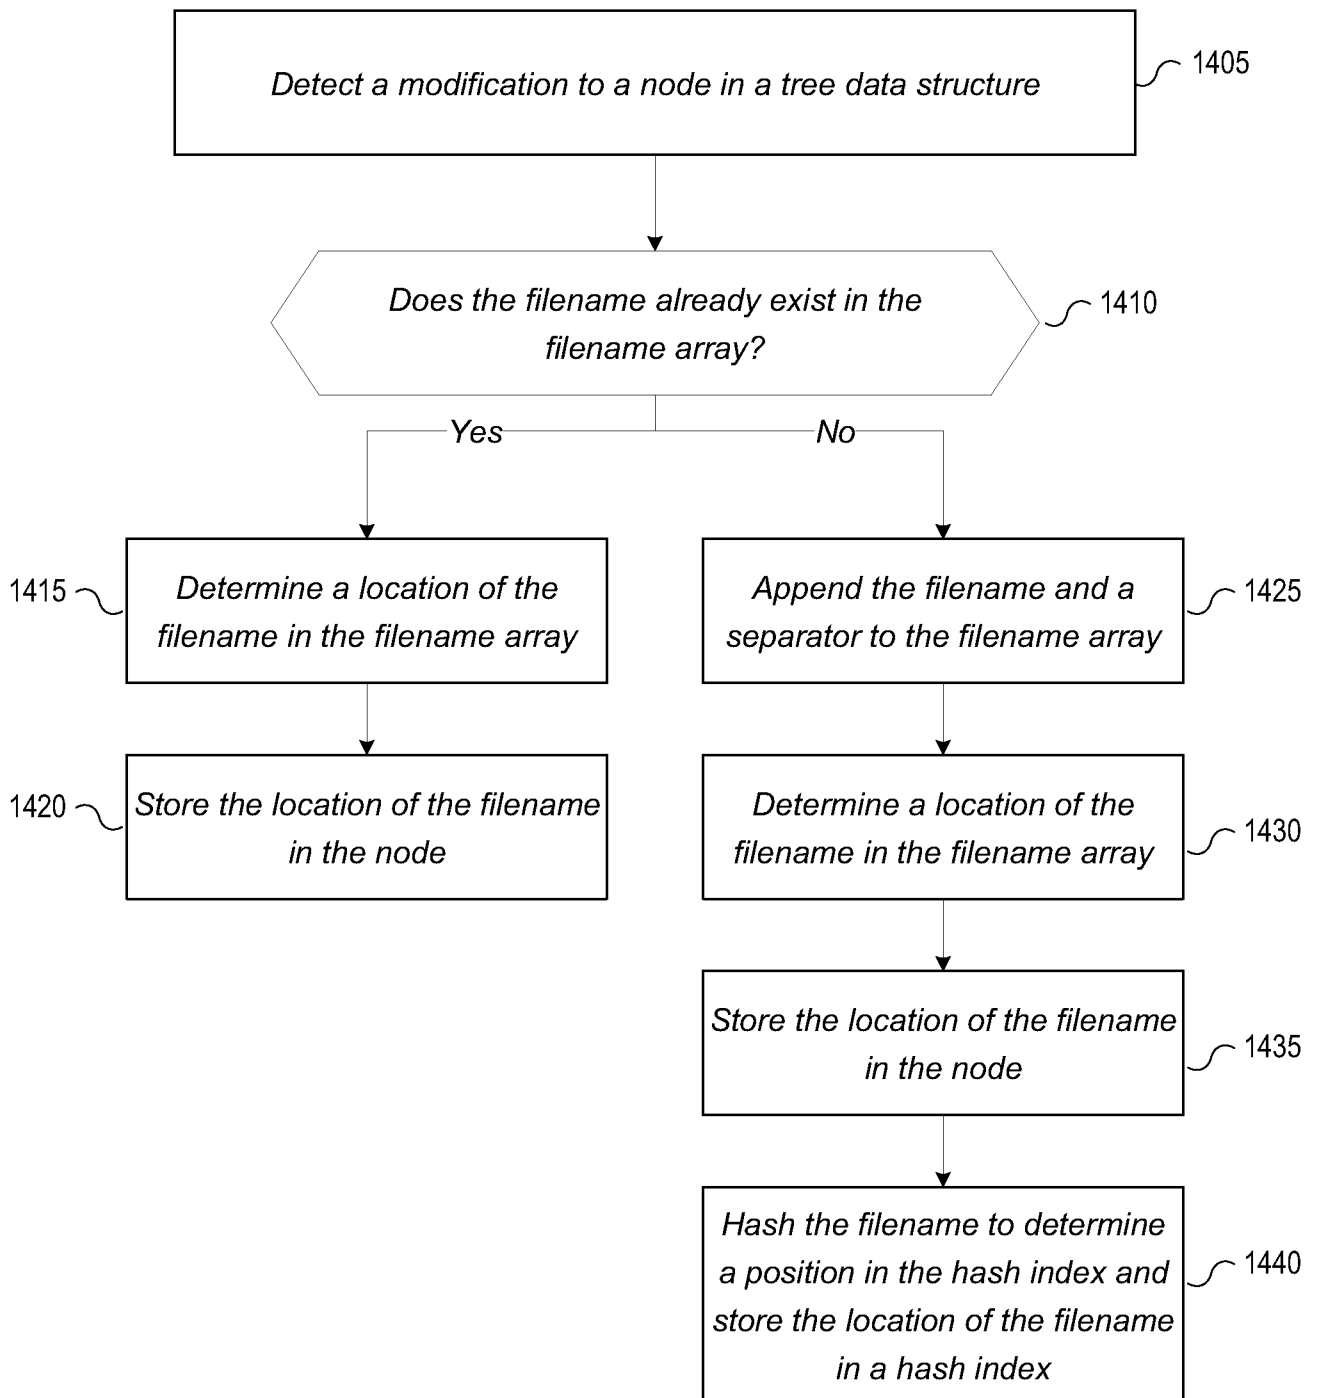 Detect a modification to a node in a tree data structure
1405
Does the filename already exist in the
filename array?
1410
Yes
No
1415
Determine a location of the
filename in the filename array
Append the filename and a
separator to the filename array
1425
1420
Store the location of the filename
in the node
Determine a location of the
filename in the filename array
1430
Store the location of the filename
in the node
1435
Hash the filename to determine
a position in the hash index and
store the location of the filename
in a hash index
1440